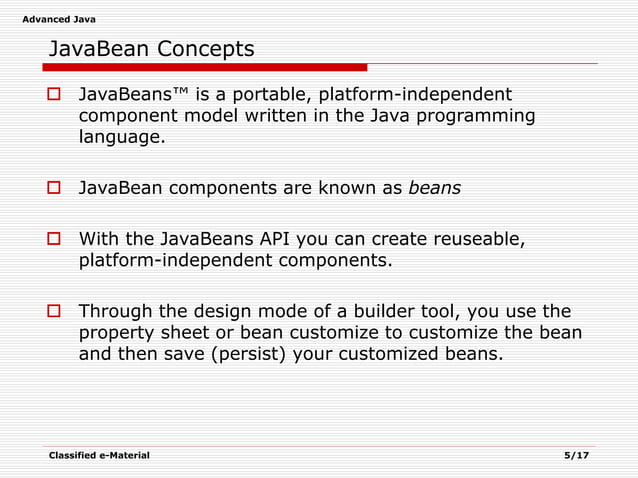 Advanced Java
JavaBean Concepts
JavaBeans™ is a portable, platform-independent
component model written in the Java programming
language.
JavaBean components are known as beans
With the JavaBeans API you can create reuseable,
platform-independent components.
Through the design mode of a builder tool, you use the
property sheet or bean customize to customize the bean
and then save (persist) your customized beans.
Classified e-Material
5/17